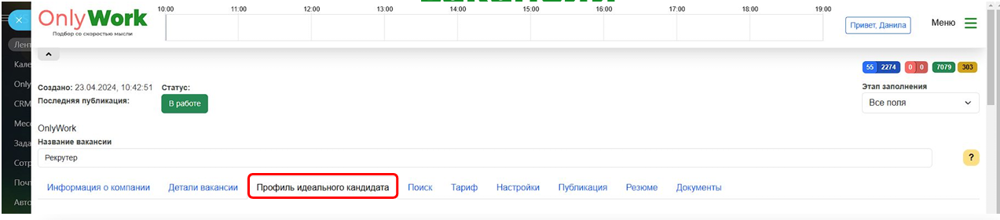 10:00 11:00 12:00 13:00 14:00 15:00 16:00 17:00 18:00 19:00
OnlyWork
Подбор со скоростью мысли
Привет, Данила
Меню
55 2274 0 0 7079 303
Создано: 23.04.2024, 10:42:51 Статус:
Этап заполнения
Последняя публикация:
В работе
Все поля
OnlyWork
Название вакансии
Рекрутер
?
Информация о компании Детали вакансии Профиль идеального кандидата Поиск Тариф Настройки Публикация Резюме Документы
Лент
Кале
Only
CRM
Месс
Зада
Сотр
Почт
Авто